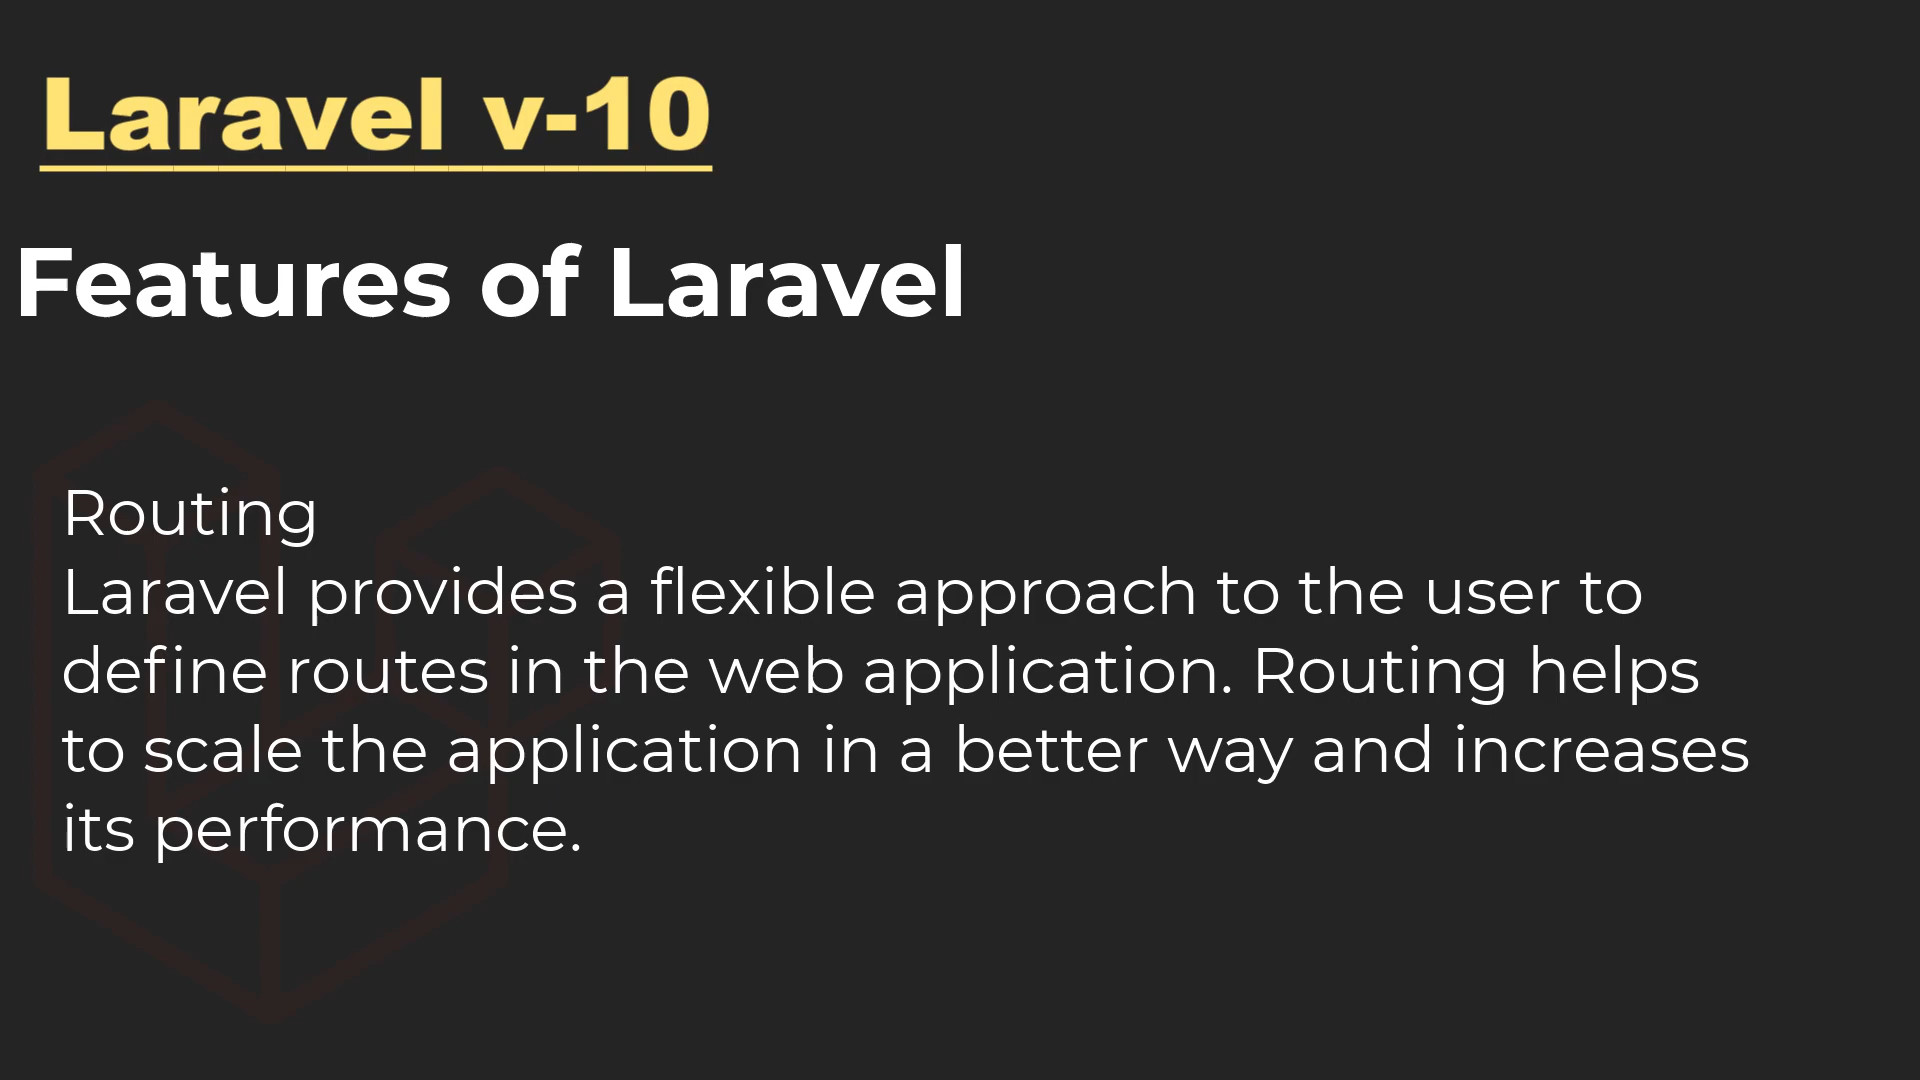 Laravel v-10
Features of Laravel
Routing
Laravel provides a flexible approach to the user to
define routes in the web application. Routing helps
to scale the application in a better way and increases
its performance.